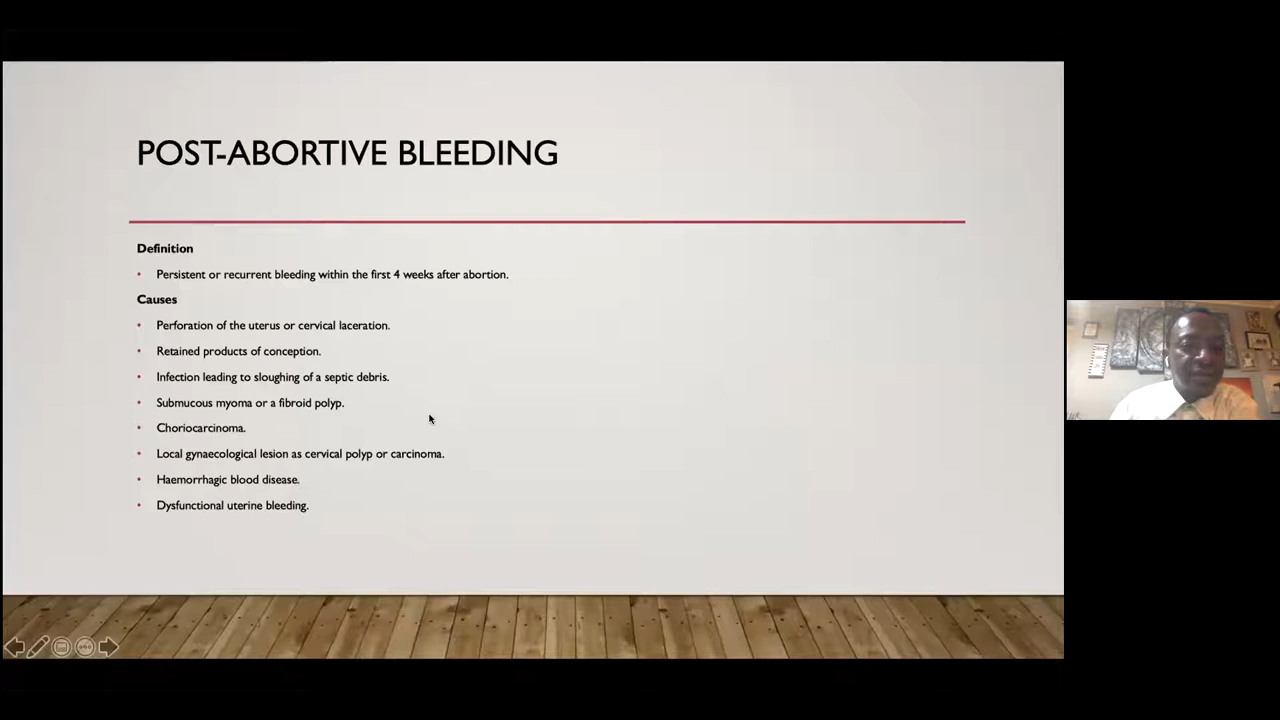 POST-ABORTIVE BLEEDING
Definition
• Persistent or recurrent bleeding within the first 4 weeks after abortion.
Causes
• Perforation of the uterus or cervical laceration.
• Retained products of conception.
• Infection leading to sloughing of a septic debris.
• Submucous myoma or a fibroid polyp.
• Choriocarcinoma.
• Local gynaecological lesion as cervical polyp or carcinoma.
• Haemorrhagic blood disease.
• Dysfunctional uterine bleeding.